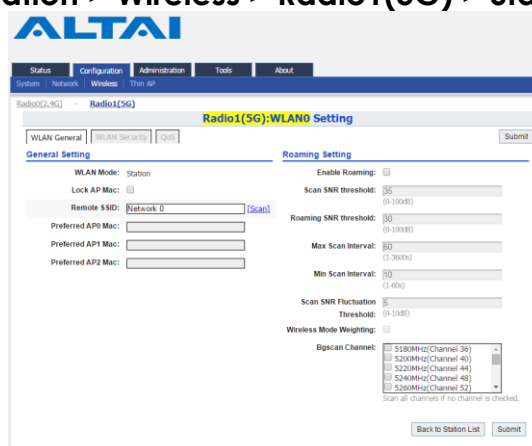 ation > Wireless > Radio1(5G) > Sta
ALTAI
Status Configuration Administration Tools About
System | Network | Wireless | Thin AP
Radio0(2.4G) - Radio1(5G)
Radio1(5G):WLAN0 Setting
WLAN General WLAN Security QoS Submit
General Setting
WLAN Mode: Station
Lock AP Mac:
Remote SSID: Network 0 [Scan]
Preferred AP0 Mac:
Preferred AP1 Mac:
Preferred AP2 Mac:
Roaming Setting
Enable Roaming:
Scan SNR threshold: 35
(0-100dB)
Roaming SNR threshold: 30
(0-100dB)
Max Scan Interval: 60
(1-3600s)
Min Scan Interval: 10
(1-60s)
Scan SNR Fluctuation Threshold: 5
(0-10dB)
Wireless Mode Weighting:
Bgscan Channel:
5180MHz(Channel 36)
5200MHz(Channel 40)
5220MHz(Channel 44)
5240MHz(Channel 48)
5260MHz(Channel 52)
Scan all channels if no channel is checked.
Back to Station List Submit